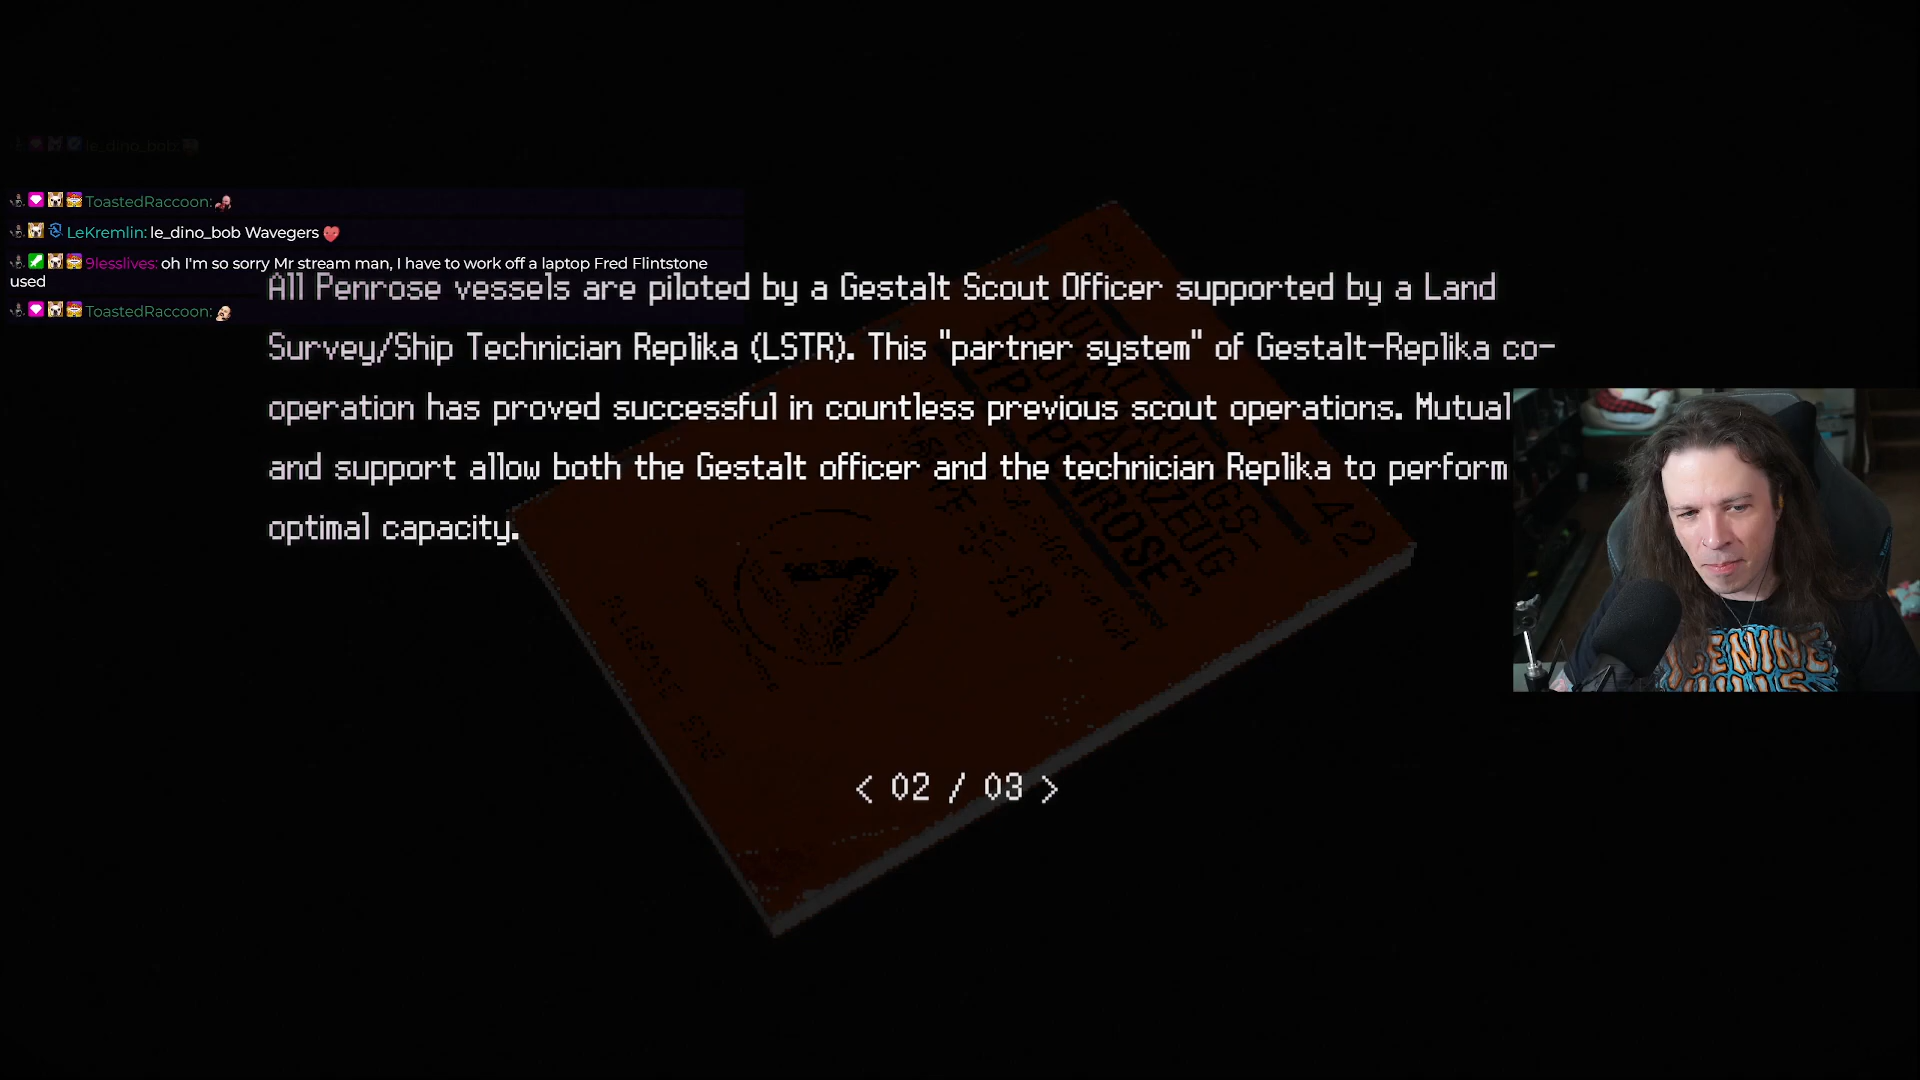 le_dino_bob:
ToastedRaccoon:
LeKremlin: le_dino_bob Wavegers
9lesslives: oh I'm so sorry Mr stream man, I have to work off a laptop Fred Flintstone
used
ToastedRaccoon:
All Penrose vessels are piloted by a Gestalt Scout Officer supported by a Land
Survey/Ship Technician Replika (LSTR). This "partner system" of Gestalt-Replika co-
operation has proved successful in countless previous scout operations. Mutual
and support allow both the Gestalt officer and the technician Replika to perform
optimal capacity.
PENROSE"
< 02 / 03 >